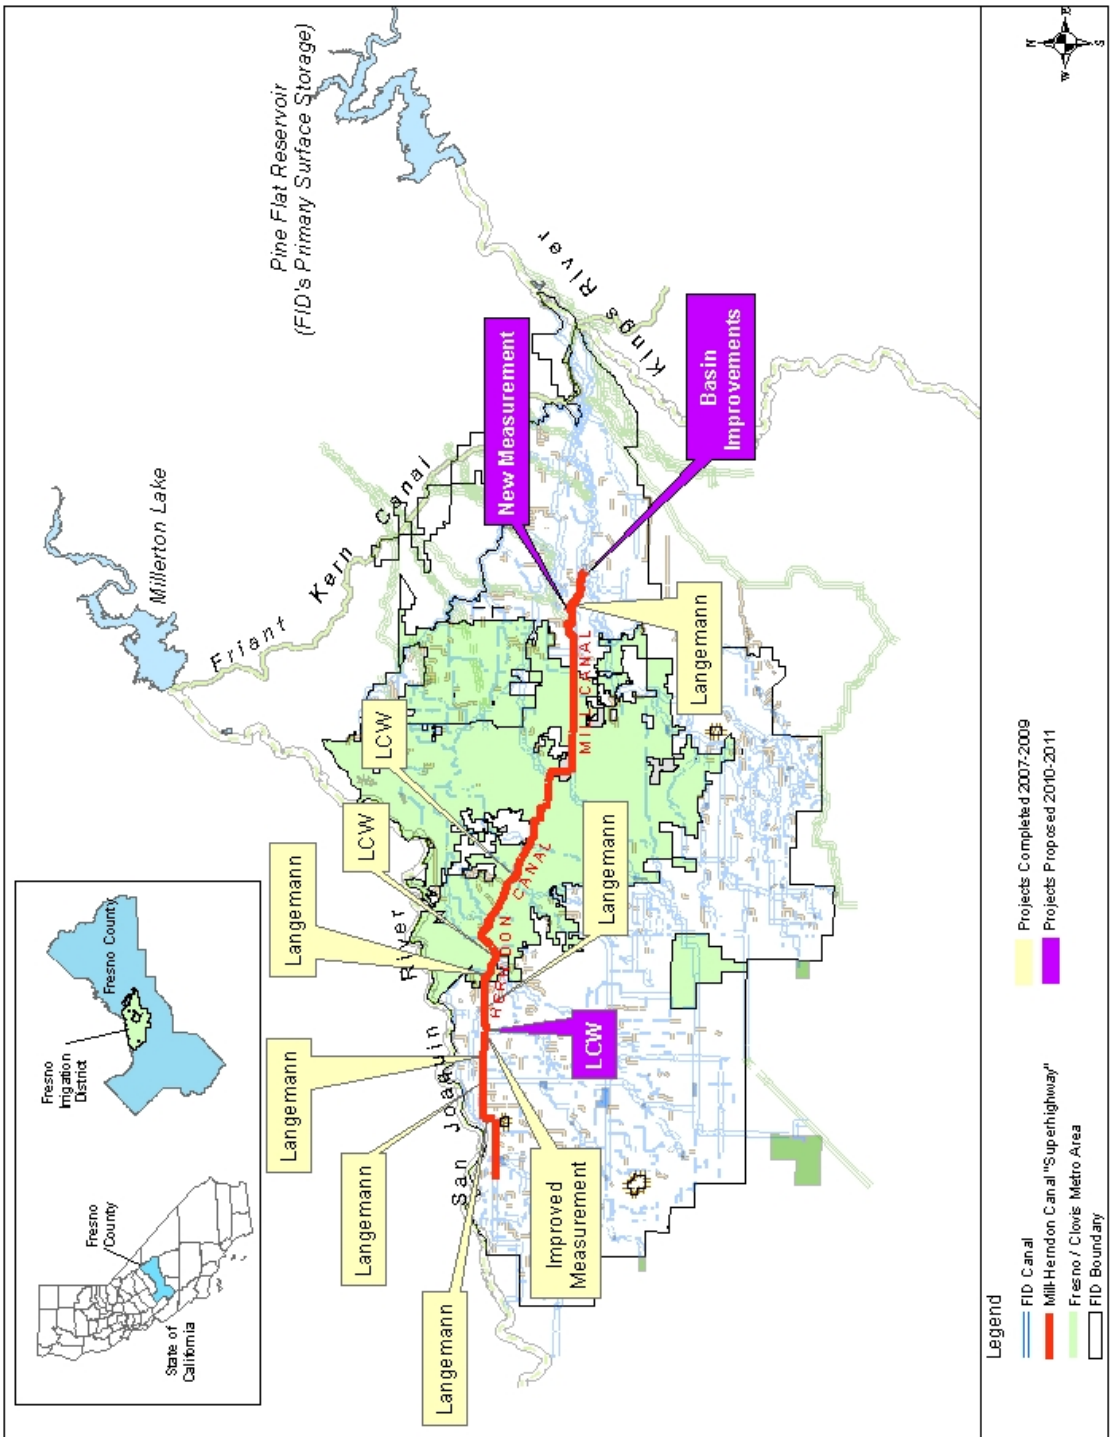 State of
California
Fresno
County
Fresno
Irrigation
District
Fresno County
Millerton Lake
Pine Flat Reservoir
(FID's Primary Surface Storage)
Friant Kern Canal
Kings River
San Joaquin River
Langemann
Langemann
Langemann
Langemann
LCW
LCW
New Measurement
Basin
Improvements
HERNDON CANAL
MILL CANAL
Improved
Measurement
LCW
Langemann
Langemann
Legend
FID Canal
Mill-Herndon Canal "Superhighway"
Fresno / Clovis Metro Area
FID Boundary
Projects Completed 2007-2009
Projects Proposed 2010-2011
N
E
S
W